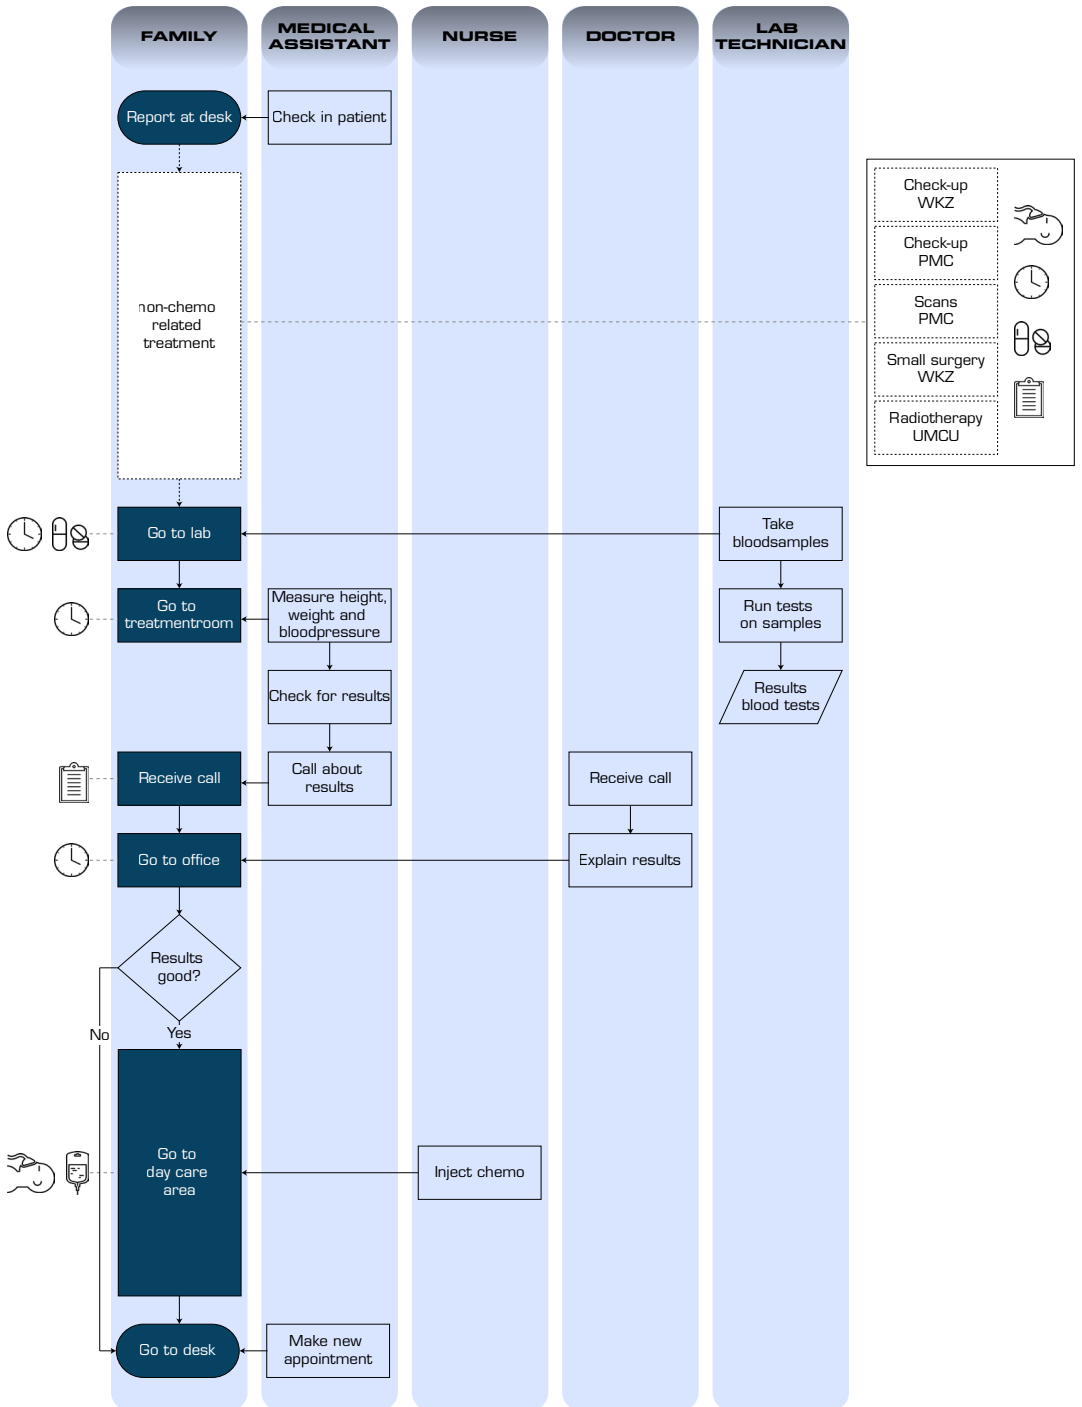 FAMILY
MEDICAL
ASSISTANT
NURSE
DOCTOR
LAB
TECHNICIAN
Report at desk
Check in patient
non-chemo
related
treatment
Check-up
WKZ
Check-up
PMC
Scans
PMC
Small surgery
WKZ
Radiotherapy
UMCU
Go to lab
Take
bloodsamples
Go to
treatmentroom
Measure height,
weight and
bloodpressure
Run tests
on samples
Check for results
Results
blood tests
Receive call
Call about
results
Receive call
Go to office
Explain results
Results
good?
No
Yes
Go to
day care
area
Inject chemo
Go to desk
Make new
appointment